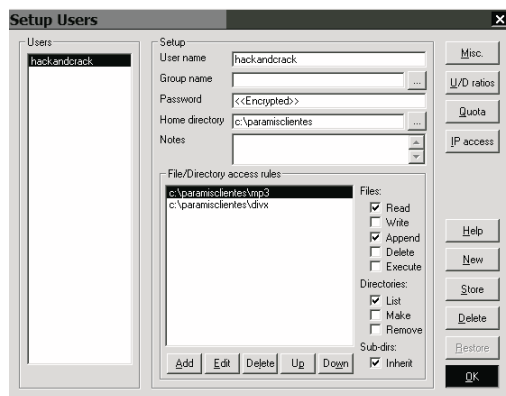 Setup Users
Users
hackandcrack
Setup
User name
hackandcrack
Group name
...
Password
<<Encrypted>>
Home directory
c:\paramisclientes
...
Notes
File/Directory access rules
c:\paramisclientes\mp3
c:\paramisclientes\divx
Files:
Read
Write
Append
Delete
Execute
Directories:
List
Make
Remove
Sub-dirs:
Inherit
Add
Edit
Delete
Up
Down
Misc.
U/D ratios
Quota
IP access
Help
New
Store
Delete
Restore
OK